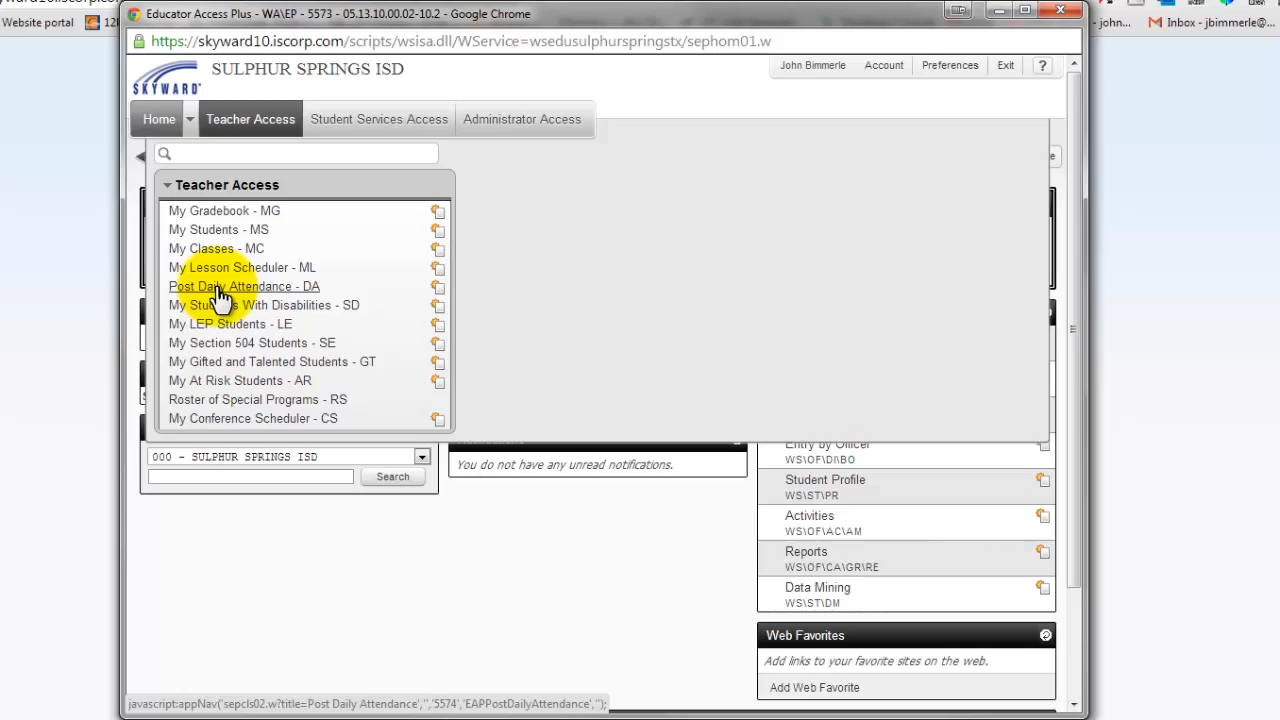 Educator Access Plus - WA\EP - 5573 - 05.13.10.00.02-10.2 - Google Chrome
https://skyward10.iscorp.com/scripts/wsisa.dll/WService=wsedusulphurspringstx/sephom01.w
Website portal
john...
Inbox - jbimmerle@...
SKYWARD
SULPHUR SPRINGS ISD
John Bimmerle Account Preferences Exit ?
Home Teacher Access Student Services Access Administrator Access
Teacher Access
My Gradebook - MG
My Students - MS
My Classes - MC
My Lesson Scheduler - ML
Post Daily Attendance - DA
My Students With Disabilities - SD
My LEP Students - LE
My Section 504 Students - SE
My Gifted and Talented Students - GT
My At Risk Students - AR
Roster of Special Programs - RS
My Conference Scheduler - CS
000 - SULPHUR SPRINGS ISD
Search
You do not have any unread notifications.
Entry by Officer
WS\OF\DI\BO
Student Profile
WS\ST\PR
Activities
WS\OF\AC\AM
Reports
WS\OF\CA\GR\RE
Data Mining
WS\ST\DM
Web Favorites
Add links to your favorite sites on the web.
Add Web Favorite
javascript:appNav('sepcls02.w?title=Post Daily Attendance','','5574','EAPPostDailyAttendance','');